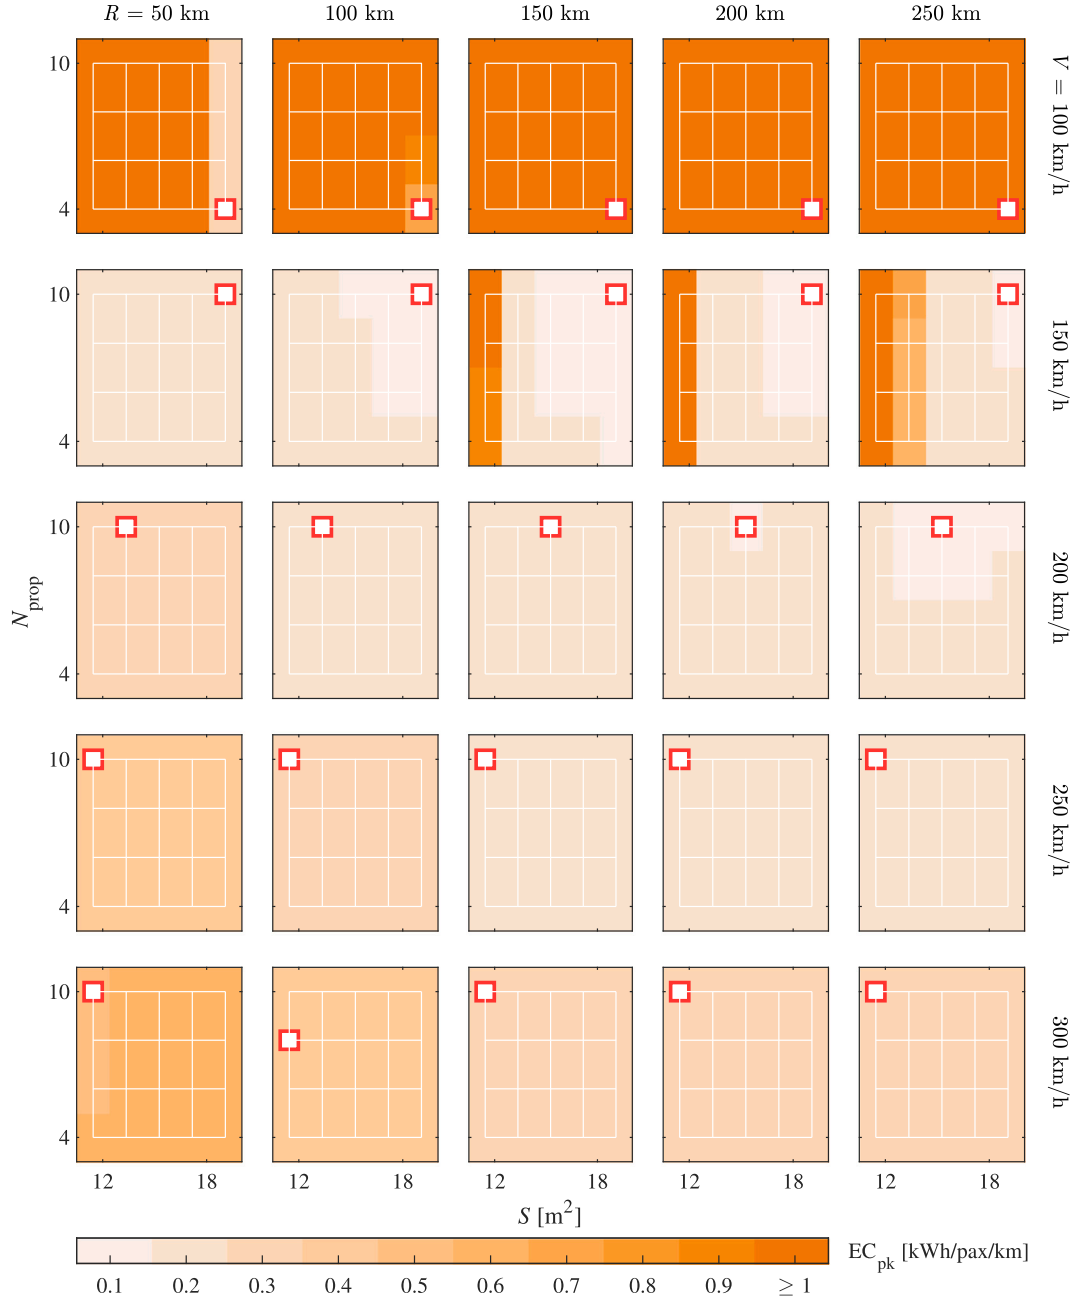 R = 50 km 100 km 150 km 200 km 250 km
10
4
V = 100 km/h
10
4
150 km/h
10
4
200 km/h
N_prop
10
4
250 km/h
10
4
300 km/h
12 18 12 18 12 18 12 18 12 18
S [m²]
EC_pk [kWh/pax/km]
0.1 0.2 0.3 0.4 0.5 0.6 0.7 0.8 0.9 ≥ 1